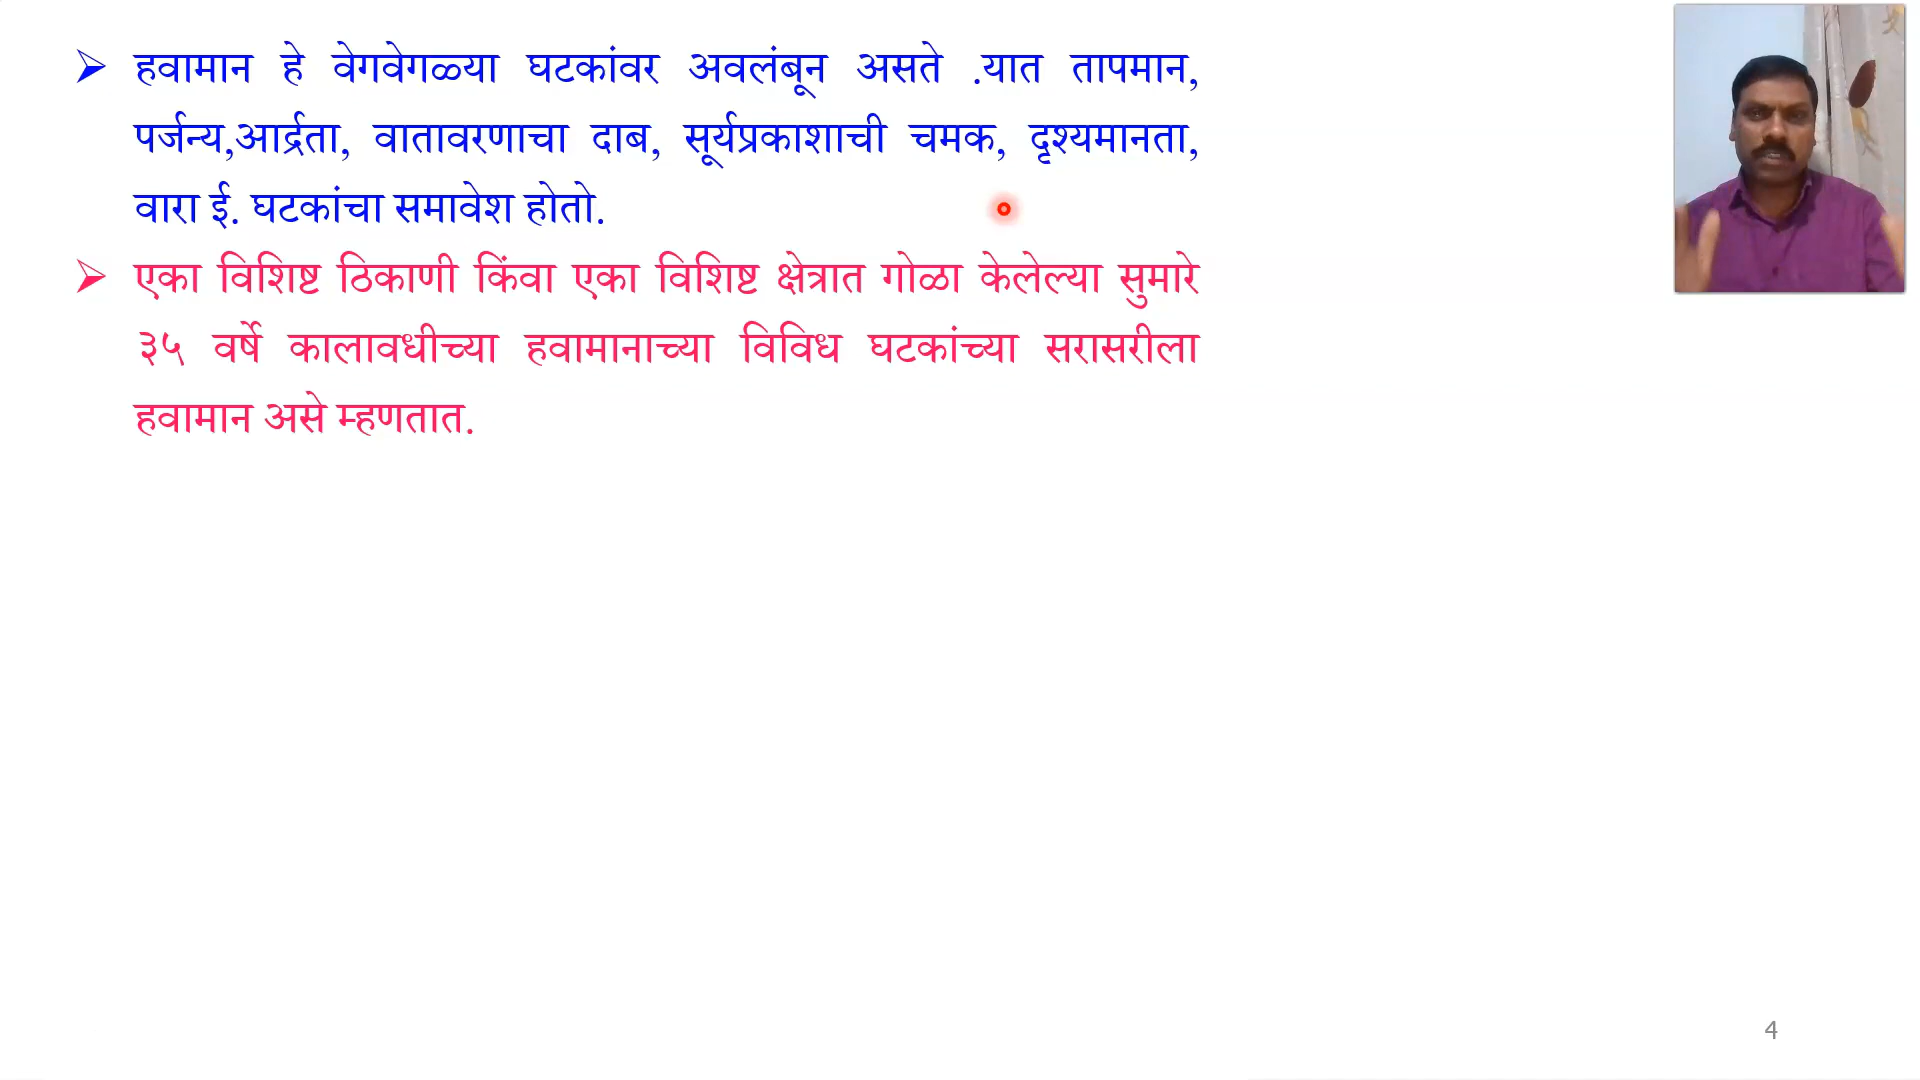 हवामान हे वेगवेगळ्या घटकांवर अवलंबून असते .यात तापमान,
पर्जन्य,आर्द्रता, वातावरणाचा दाब, सूर्यप्रकाशाची चमक, दृश्यमानता,
वारा ई. घटकांचा समावेश होतो.
एका विशिष्ट ठिकाणी किंवा एका विशिष्ट क्षेत्रात गोळा केलेल्या सुमारे
३५ वर्षे कालावधीच्या हवामानाच्या विविध घटकांच्या सरासरीला
हवामान असे म्हणतात.
4